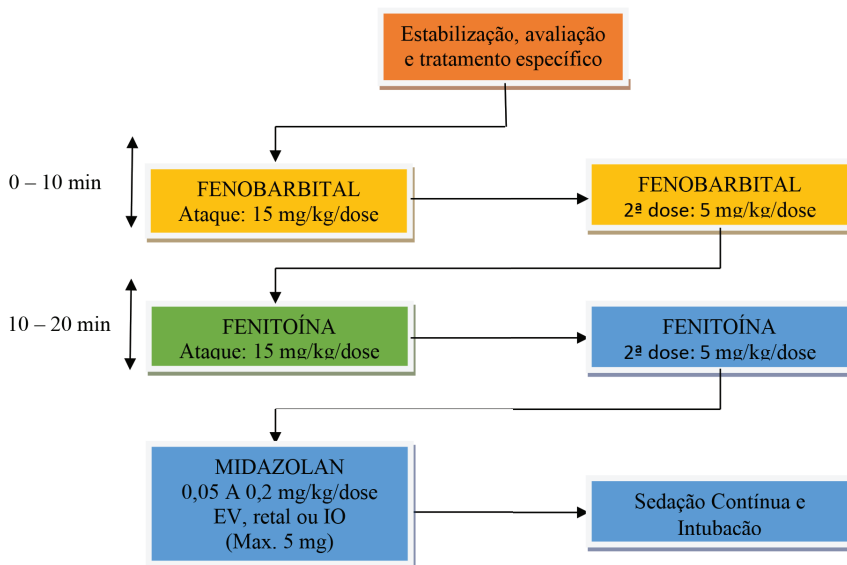 Estabilização, avaliação
e tratamento específico
0 – 10 min
FENOBARBITAL
Ataque: 15 mg/kg/dose
FENOBARBITAL
2ª dose: 5 mg/kg/dose
10 – 20 min
FENITOÍNA
Ataque: 15 mg/kg/dose
FENITOÍNA
2ª dose: 5 mg/kg/dose
MIDAZOLAN
0,05 A 0,2 mg/kg/dose
EV, retal ou IO
(Max. 5 mg)
Sedação Contínua e
Intubacão